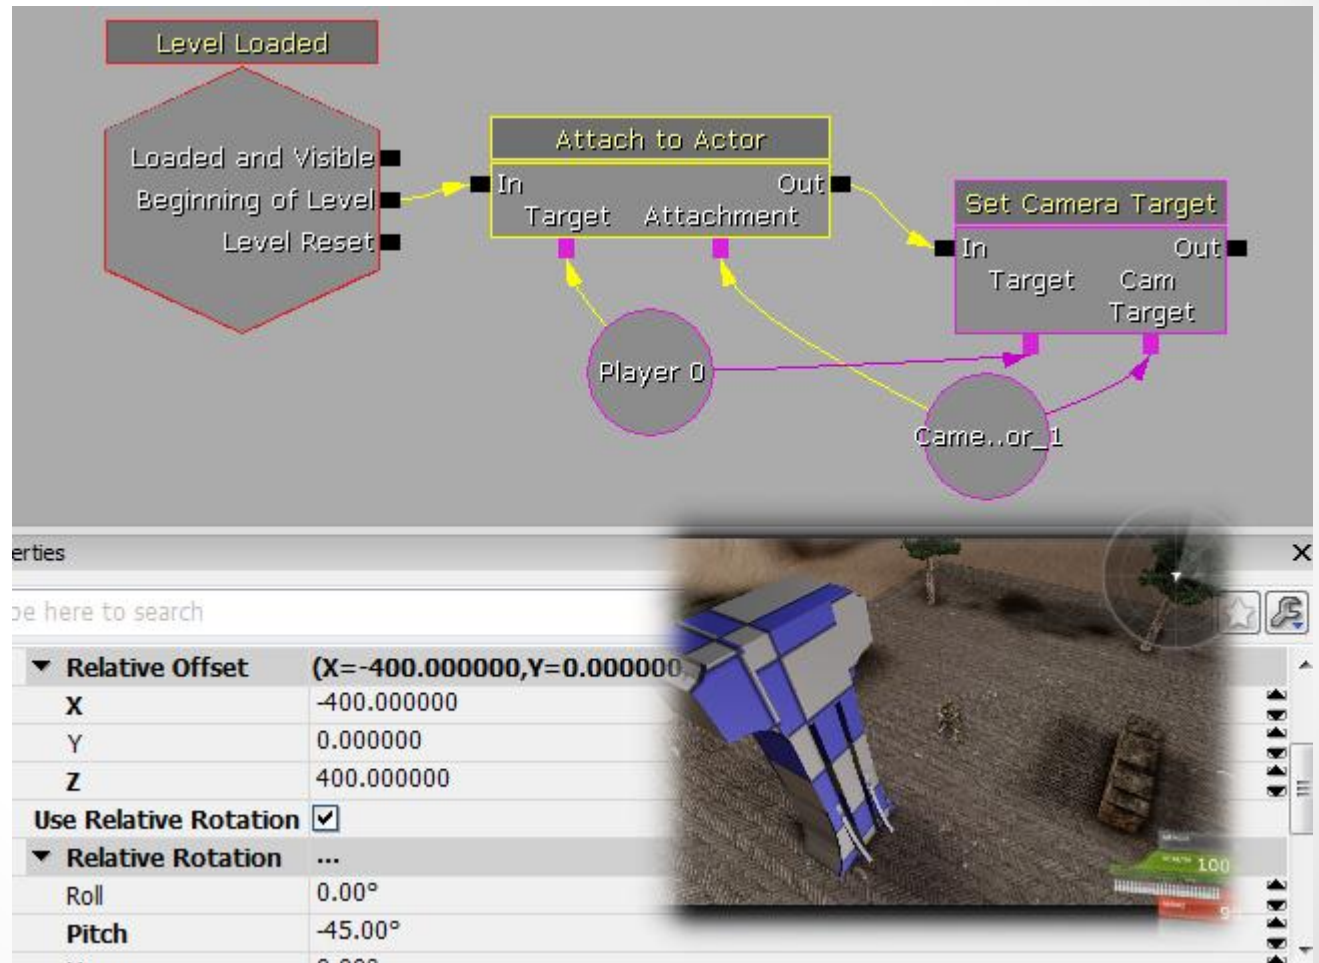 Level Loaded
Loaded and Visible
Beginning of Level
Level Reset
Attach to Actor
In Out
Target Attachment
Set Camera Target
In Out
Target Cam
Target
Player 0
Came..or_1
erties
pe here to search
Relative Offset (X=-400.000000,Y=0.000000,
X -400.000000
Y 0.000000
Z 400.000000
Use Relative Rotation
Relative Rotation ...
Roll 0.00°
Pitch -45.00°
100